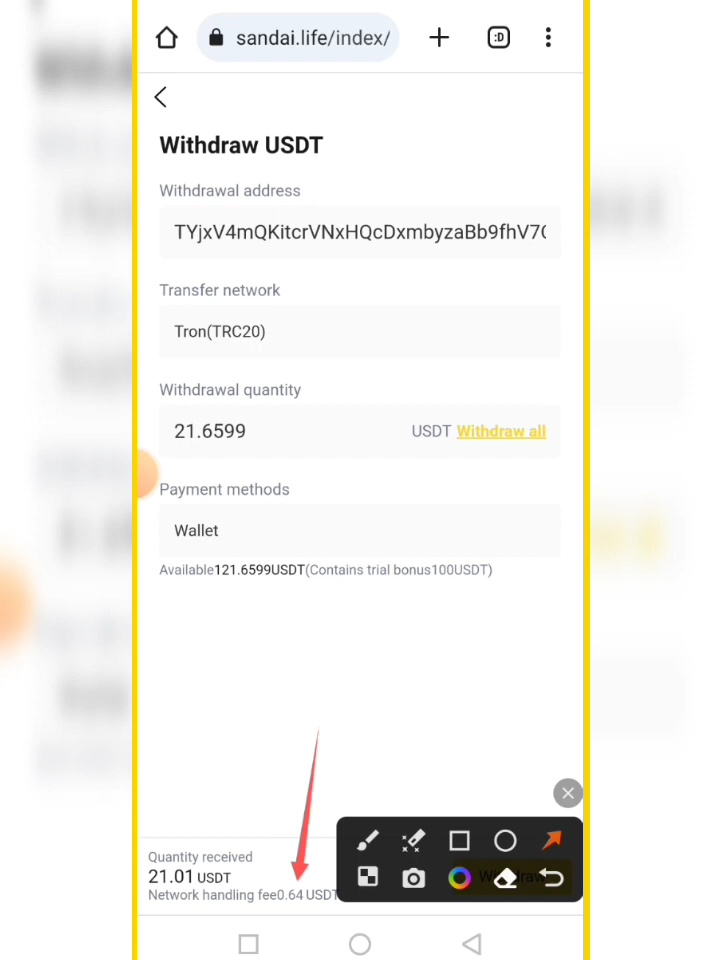 sandai.life/index/
:D
Withdraw USDT
Withdrawal address
TYjxV4mQKitcrVNxHQcDxmbyzaBb9fhV7
Transfer network
Tron(TRC20)
Withdrawal quantity
21.6599 USDT Withdraw all
Payment methods
Wallet
Available121.6599USDT(Contains trial bonus100USDT)
Quantity received
21.01 USDT
Network handling fee0.64 USDT